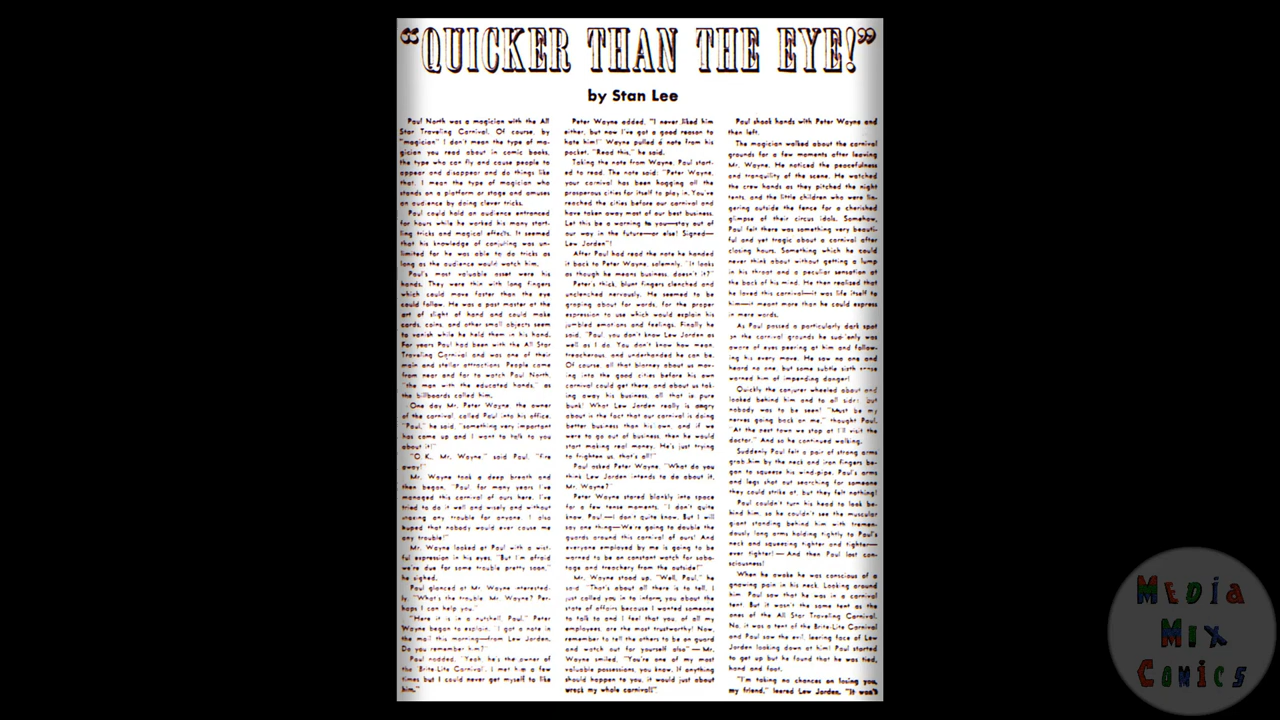 “QUICKER THAN THE EYE!”
by Stan Lee
Paul North was a magician with the All
Star Traveling Carnival. Of course, by
"magician" I don't mean the type of ma-
gician you read about in comic books,
the type who can fly and cause people to
appear and disappear and do things like
that. I mean the type of magician who
stands on a platform or stage and amuses
an audience by doing clever tricks.
Paul could hold an audience entranced
for hours while he worked his many start-
ling tricks and magical effects. It seemed
that his knowledge of conjuring was un-
limited for he was able to do tricks as
long as the audience would watch him.
Paul's most valuable asset were his
hands. They were thin with long fingers
which could move faster than the eye
could follow. He was a past master at the
art of slight of hand and could make
cards, coins, and other small objects seem
to vanish while he held them in his hand.
For years Paul had been with the All Star
Traveling Carnival and was one of their
main and stellar attractions. People came
from near and far to watch Paul North,
"the man with the educated hands," as
the billboards called him.
One day Mr. Peter Wayne, the owner
of the carnival, called Paul into his office.
"Paul," he said, "something very important
has come up and I want to talk to you
about it!"
"O.K. Mr. Wayne" said Paul, "fire
away!"
Mr. Wayne took a deep breath and
then began, "Paul, for many years I've
managed this carnival of ours here. I've
tried to do it well and wisely and without
causing any trouble for anyone. I also
hoped that nobody would ever cause me
any trouble!"
Mr. Wayne looked at Paul with a wist-
ful expression in his eyes. "But I'm afraid
we're due for some trouble pretty soon,"
he sighed.
Paul glanced at Mr. Wayne interested-
ly. "What's the trouble, Mr. Wayne? Per-
haps I can help you."
"Here it is in a nutshell, Paul," Peter
Wayne began to explain. "I got a note in
the mail this morning—from Lew Jorden.
Do you remember him?"
Paul nodded. "Yeah, he's the owner of
the Brite-Lite Carnival. I met him a few
times but I could never get myself to like
him."
Peter Wayne added, "I never liked him
either, but now I've got a good reason to
hate him!" Wayne pulled a note from his
pocket. "Read this," he said.
Taking the note from Wayne, Paul start-
ed to read. The note said: "Peter Wayne,
your carnival has been hogging all the
prosperous cities for itself to play in. You've
reached the cities before our carnival and
have taken away most of our best business.
Let this be a warning to you—stay out of
our way in the future—or else! Signed—
Lew Jorden"!
After Paul had read the note he handed
it back to Peter Wayne, solemnly. "It looks
as though he means business, doesn't it?"
Peter's thick, blunt fingers clenched and
unclenched nervously. He seemed to be
groping about for words, for the proper
expression to use which would explain his
jumbled emotions and feelings. Finally he
said, "Paul, you don't know Lew Jorden as
well as I do. You don't know how mean,
treacherous, and underhanded he can be.
Of course, all that blarney about us mov-
ing into the good cities before his own
carnival could get there, and about us tak-
ing away his business, all that is pure
bunk! What Lew Jorden really is angry
about is the fact that our carnival is doing
better business than his own, and if we
were to go out of business, then he would
start making real money. He's just trying
to frighten us, that's all!"
Paul asked Peter Wayne, "What do you
think Lew Jorden intends to do about it,
Mr. Wayne?"
Peter Wayne stared blankly into space
for a few tense moments. "I don't quite
know, Paul—I don't quite know. But I will
say one thing—We're going to double the
guards around this carnival of ours! And
everyone employed by me is going to be
warned to be on constant watch for sabo-
tage and treachery from the outside!"
Mr. Wayne stood up. "Well, Paul," he
said "That's about all there is to tell. I
just called you in to inform you about the
state of affairs because I wanted someone
to talk to and I feel that you, of all my
employees, are the most trustworthy! Now,
remember to tell the others to be on guard
and watch out for yourself also" — Mr.
Wayne smiled, "You're one of my most
valuable possessions, you know. If anything
should happen to you, it would just about
wreck my whole carnival!"
Paul shook hands with Peter Wayne and
then left.
The magician walked about the carnival
grounds for a few moments after leaving
Mr. Wayne. He noticed the peacefulness
and tranquility of the scene. He watched
the crew hands as they pitched the night
tents, and the little children who were lin-
gering outside the fence for a cherished
glimpse of their circus idols. Somehow,
Paul felt there was something very beauti-
ful and yet tragic about a carnival after
closing hours. Something which he could
never think about without getting a lump
in his throat and a peculiar sensation at
the back of his mind. He then realized that
he loved this carnival—it was life itself to
him—it meant more than he could express
in mere words.
As Paul passed a particularly dark spot
on the carnival grounds he suddenly was
aware of eyes peering at him and follow-
ing his every move. He saw no one and
heard no one, but some subtle sixth sense
warned him of impending danger!
Quickly the conjurer wheeled about and
looked behind him and to all sides but
nobody was to be seen! "Must be my
nerves going back on me," thought Paul.
"At the next town we stop at I'll visit the
doctor." And so he continued walking.
Suddenly Paul felt a pair of strong arms
grab him by the neck and iron fingers be-
gan to squeeze his wind-pipe. Paul's arms
and legs shot out searching for someone
they could strike at, but they felt nothing!
Paul couldn't turn his head to look be-
hind him, so he couldn't see the muscular
giant standing behind him with tremen-
dously long arms holding tightly to Paul's
neck and squeezing tighter and tighter—
ever tighter! — And then Paul lost con-
sciousness!
When he awoke he was conscious of a
gnawing pain in his neck. Looking around
him Paul saw that he was in a carnival
tent. But it wasn't the same tent as the
ones of the All Star Traveling Carnival.
No, it was a tent of the Brite-Lite Carnival
and Paul saw the evil, leering face of Lew
Jorden looking down at him! Paul started
to get up but he found that he was tied,
hand and foot.
"I'm taking no chances on losing you,
my friend," leered Lew Jorden. "It won't
MEDIA
MIX
COMICS